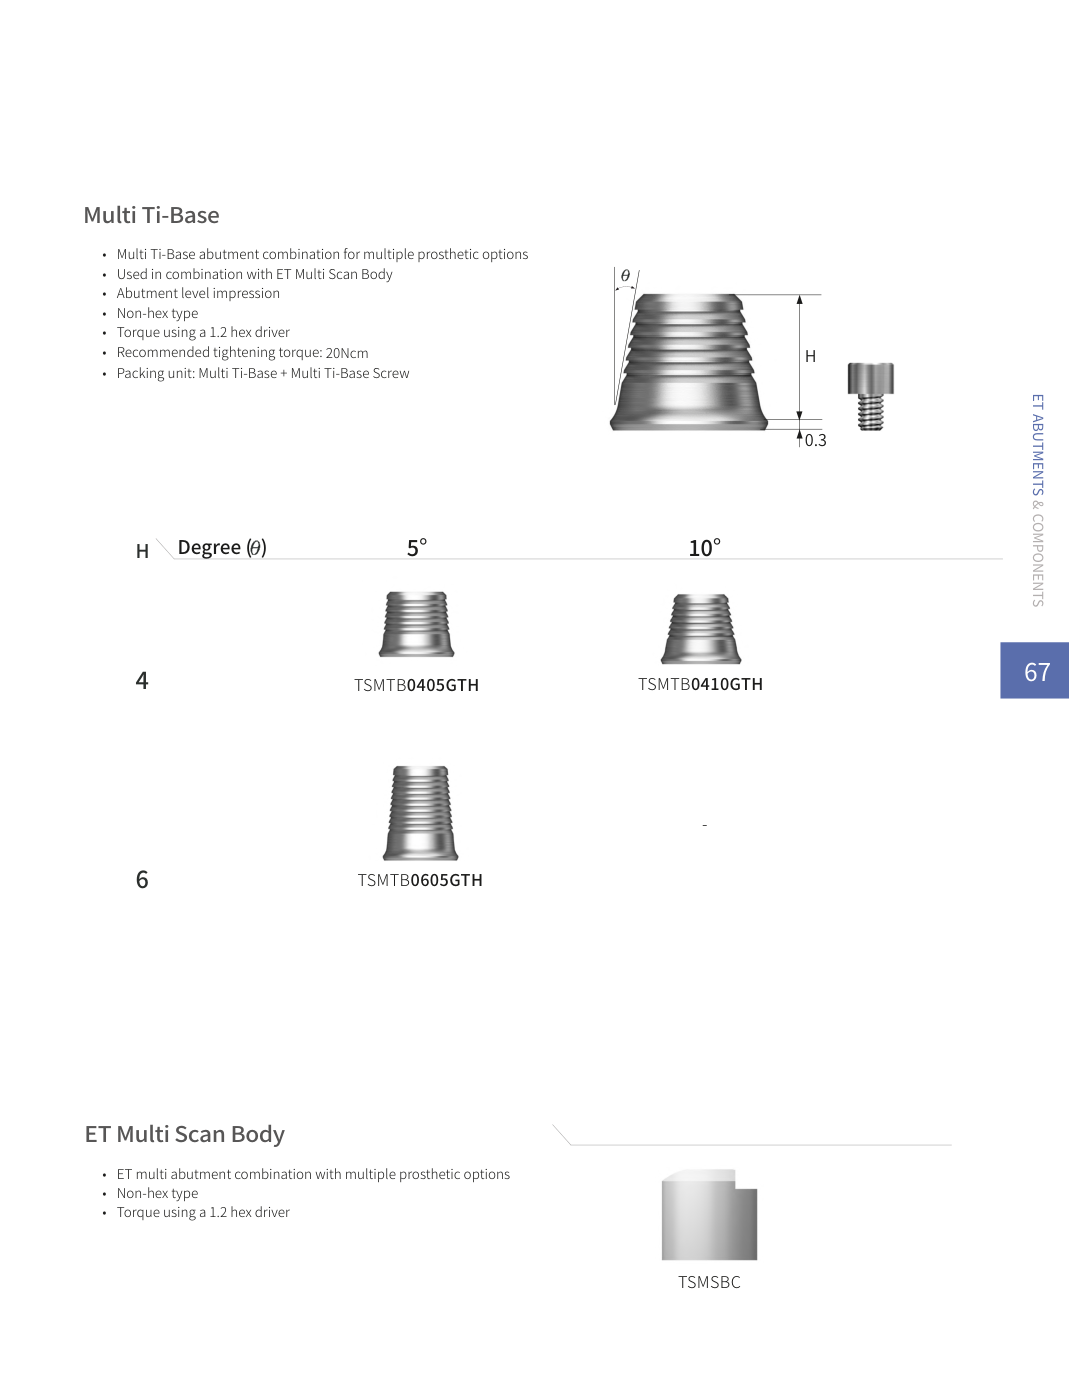 Multi Ti-Base
• Multi Ti-Base abutment combination for multiple prosthetic options
• Used in combination with ET Multi Scan Body
• Abutment level impression
• Non-hex type
• Torque using a 1.2 hex driver
• Recommended tightening torque: 20Ncm
• Packing unit: Multi Ti-Base + Multi Ti-Base Screw
θ
H
0.3
ET ABUTMENTS & COMPONENTS
67
H Degree (θ) 5° 10°
4 TSMTB0405GTH TSMTB0410GTH
-
6 TSMTB0605GTH
ET Multi Scan Body
• ET multi abutment combination with multiple prosthetic options
• Non-hex type
• Torque using a 1.2 hex driver
TSMSBC